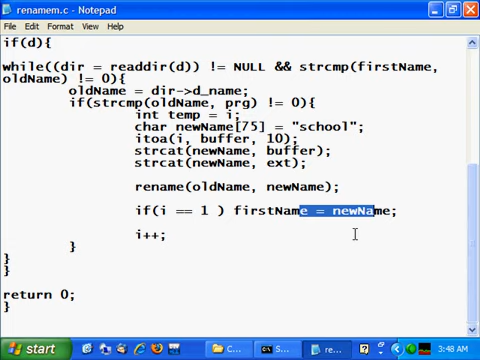 renamem.c - Notepad
File Edit Format View Help
if(d){
while((dir = readdir(d)) != NULL && strcmp(firstName,
oldName) != 0){
oldName = dir->d_name;
if(strcmp(oldName, prg) != 0){
int temp = i;
char newName[75] = "school";
itoa(i, buffer, 10);
strcat(newName, buffer);
strcat(newName, ext);
rename(oldName, newName);
if(i == 1 ) firstName = newName;
i++;
}
}
}
return 0;
}
start C... S... re... 3:48 AM